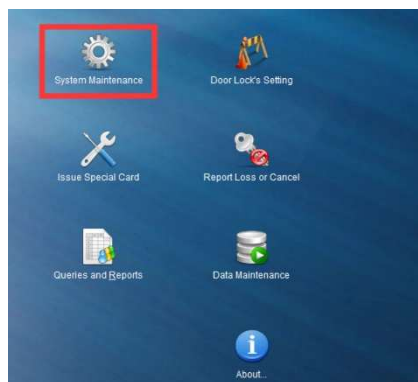 System Maintenance
Door Lock's Setting
Issue Special Card
Report Loss or Cancel
Queries and Reports
Data Maintenance
About...